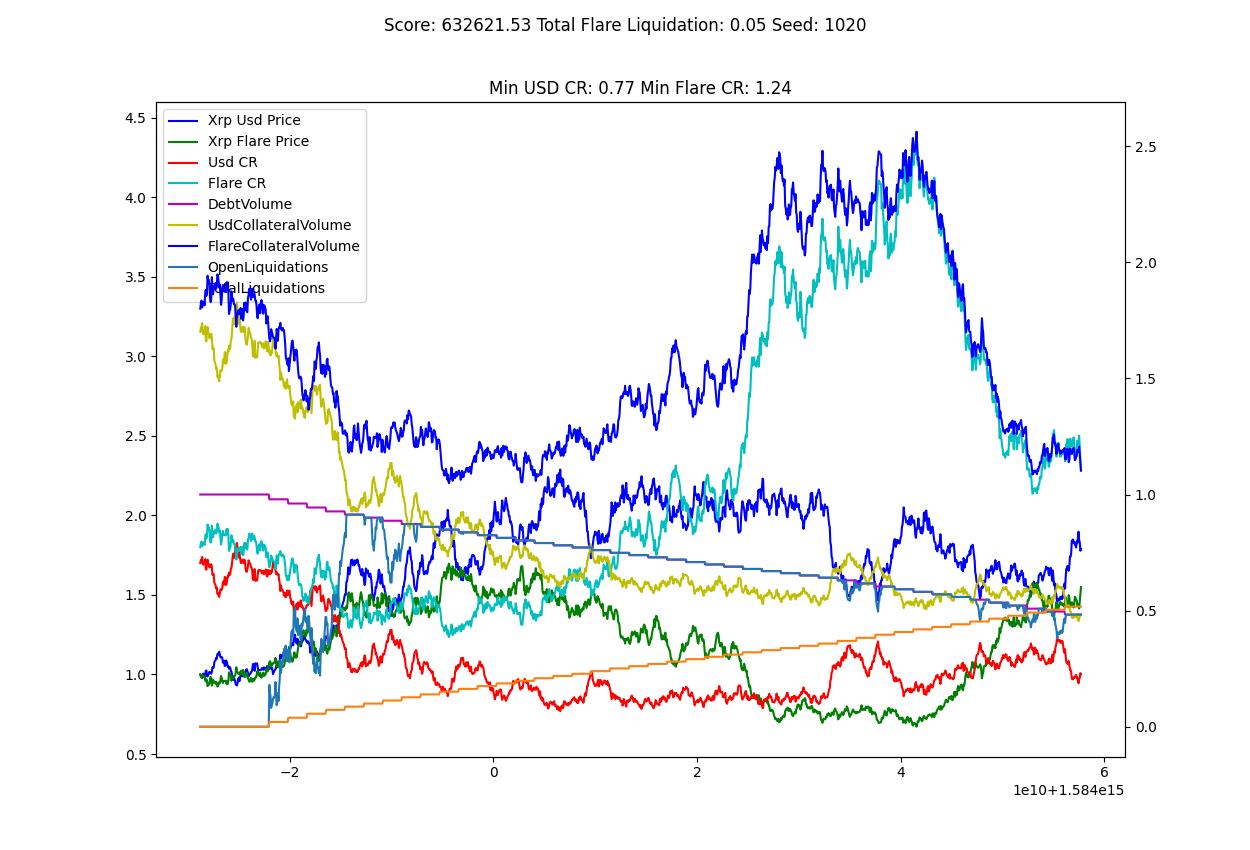 Score: 632621.53 Total Flare Liquidation: 0.05 Seed: 1020
Min USD CR: 0.77 Min Flare CR: 1.24
Xrp Usd Price
Xrp Flare Price
Usd CR
Flare CR
DebtVolume
UsdCollateralVolume
FlareCollateralVolume
OpenLiquidations
TotalLiquidations
4.5
4.0
3.5
3.0
2.5
2.0
1.5
1.0
0.5
2.5
2.0
1.5
1.0
0.5
0.0
−2
0
2
4
6
1e10+1.584e15